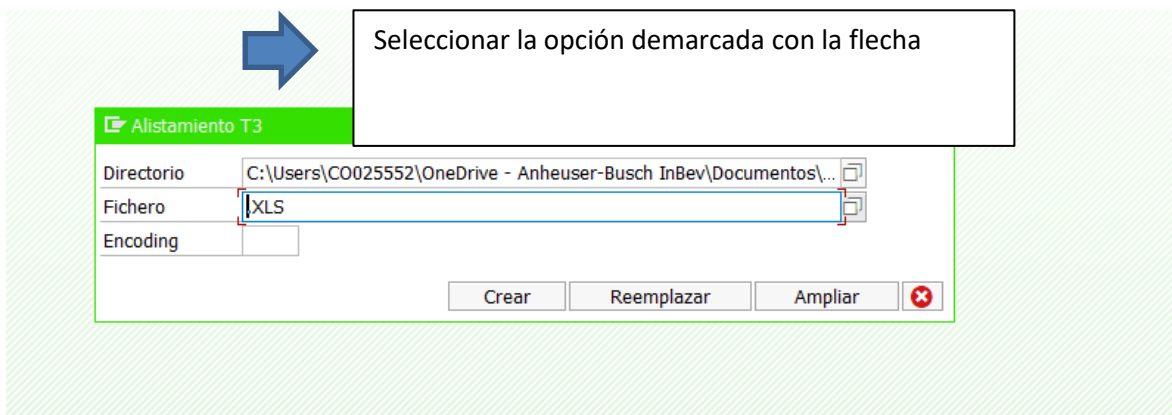 Seleccionar la opción demarcada con la flecha
Alistamiento T3
Directorio C:\Users\CO025552\OneDrive - Anheuser-Busch InBev\Documentos\...
Fichero .XLS
Encoding
Crear Reemplazar Ampliar